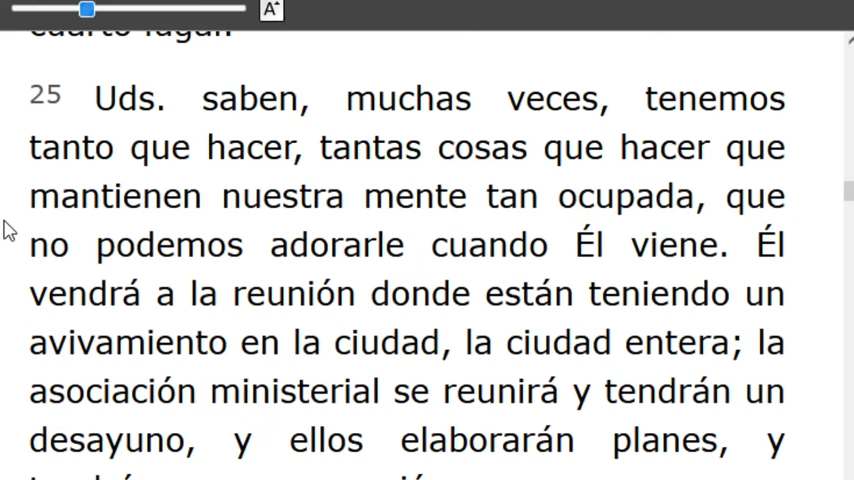 A
cuarto lugar.
25 Uds. saben, muchas veces, tenemos
tanto que hacer, tantas cosas que hacer que
mantienen nuestra mente tan ocupada, que
no podemos adorarle cuando Él viene. Él
vendrá a la reunión donde están teniendo un
avivamiento en la ciudad, la ciudad entera; la
asociación ministerial se reunirá y tendrán un
desayuno, y ellos elaborarán planes, y